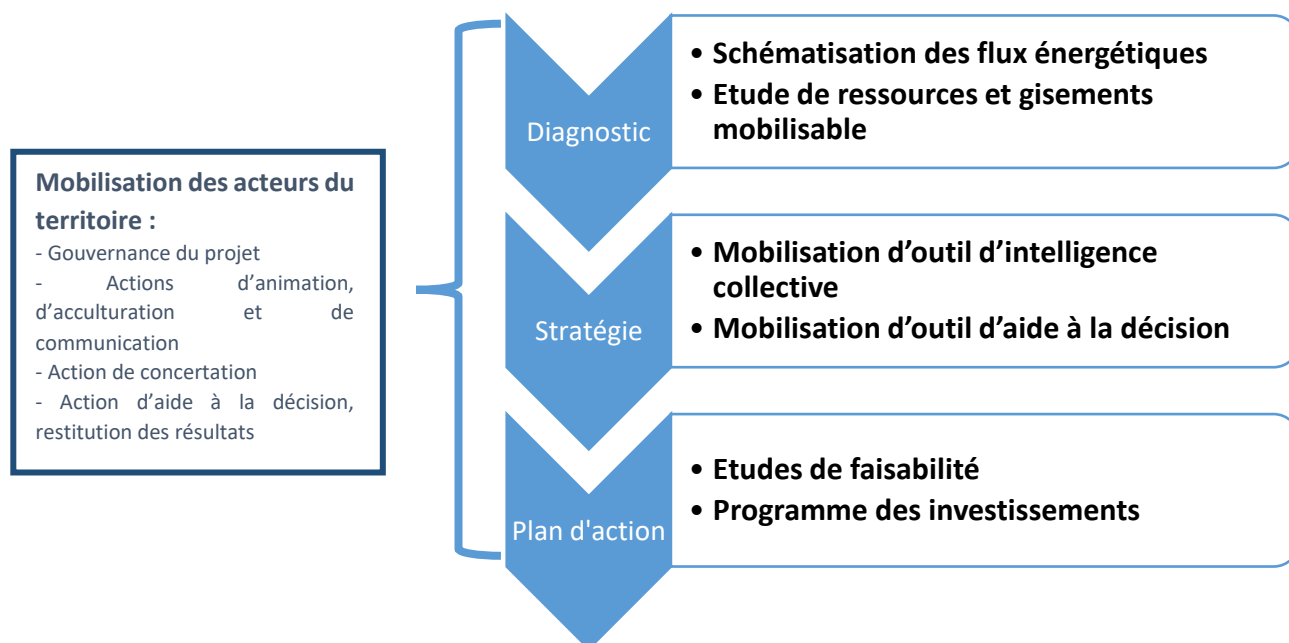 Mobilisation des acteurs du
territoire :
- Gouvernance du projet
- Actions d’animation,
d’acculturation et de
communication
- Action de concertation
- Action d’aide à la décision,
restitution des résultats
Diagnostic
• Schématisation des flux énergétiques
• Etude de ressources et gisements
mobilisable
Stratégie
• Mobilisation d’outil d’intelligence
collective
• Mobilisation d’outil d’aide à la décision
Plan d'action
• Etudes de faisabilité
• Programme des investissements